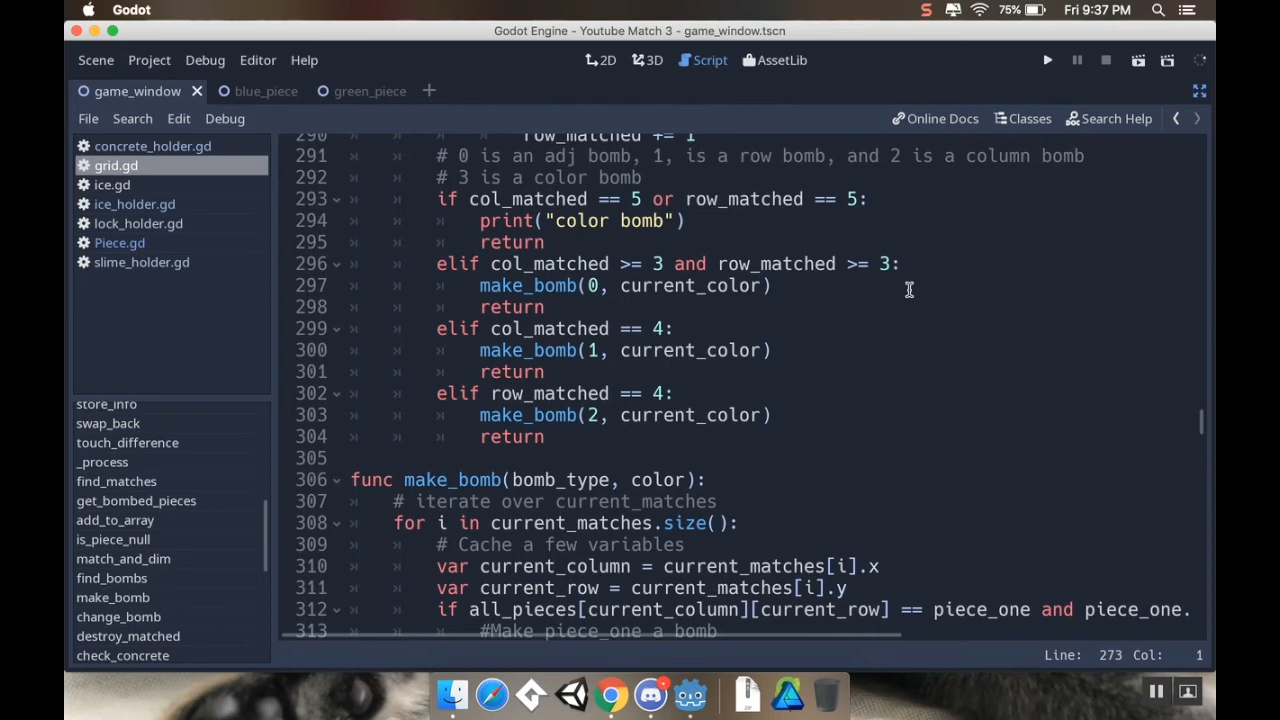 Godot
75%
Fri 9:37 PM
Godot Engine - Youtube Match 3 - game_window.tscn
Scene Project Debug Editor Help
2D 3D Script AssetLib
game_window blue_piece green_piece
File Search Edit Debug
Online Docs Classes Search Help
concrete_holder.gd
grid.gd
ice.gd
ice_holder.gd
lock_holder.gd
Piece.gd
slime_holder.gd
store_info
swap_back
touch_difference
_process
find_matches
get_bombed_pieces
add_to_array
is_piece_null
match_and_dim
find_bombs
make_bomb
change_bomb
destroy_matched
check_concrete
290 row_matched += 1
291 # 0 is an adj bomb, 1, is a row bomb, and 2 is a column bomb
292 # 3 is a color bomb
293 if col_matched == 5 or row_matched == 5:
294 print("color bomb")
295 return
296 elif col_matched >= 3 and row_matched >= 3:
297 make_bomb(0, current_color)
298 return
299 elif col_matched == 4:
300 make_bomb(1, current_color)
301 return
302 elif row_matched == 4:
303 make_bomb(2, current_color)
304 return
305
306 func make_bomb(bomb_type, color):
307 # iterate over current_matches
308 for i in current_matches.size():
309 # Cache a few variables
310 var current_column = current_matches[i].x
311 var current_row = current_matches[i].y
312 if all_pieces[current_column][current_row] == piece_one and piece_one.
313 #Make piece_one a bomb
Line: 273 Col: 1